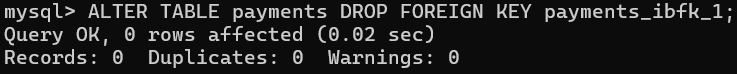 mysql> ALTER TABLE payments DROP FOREIGN KEY payments_ibfk_1;
Query OK, 0 rows affected (0.02 sec)
Records: 0  Duplicates: 0  Warnings: 0